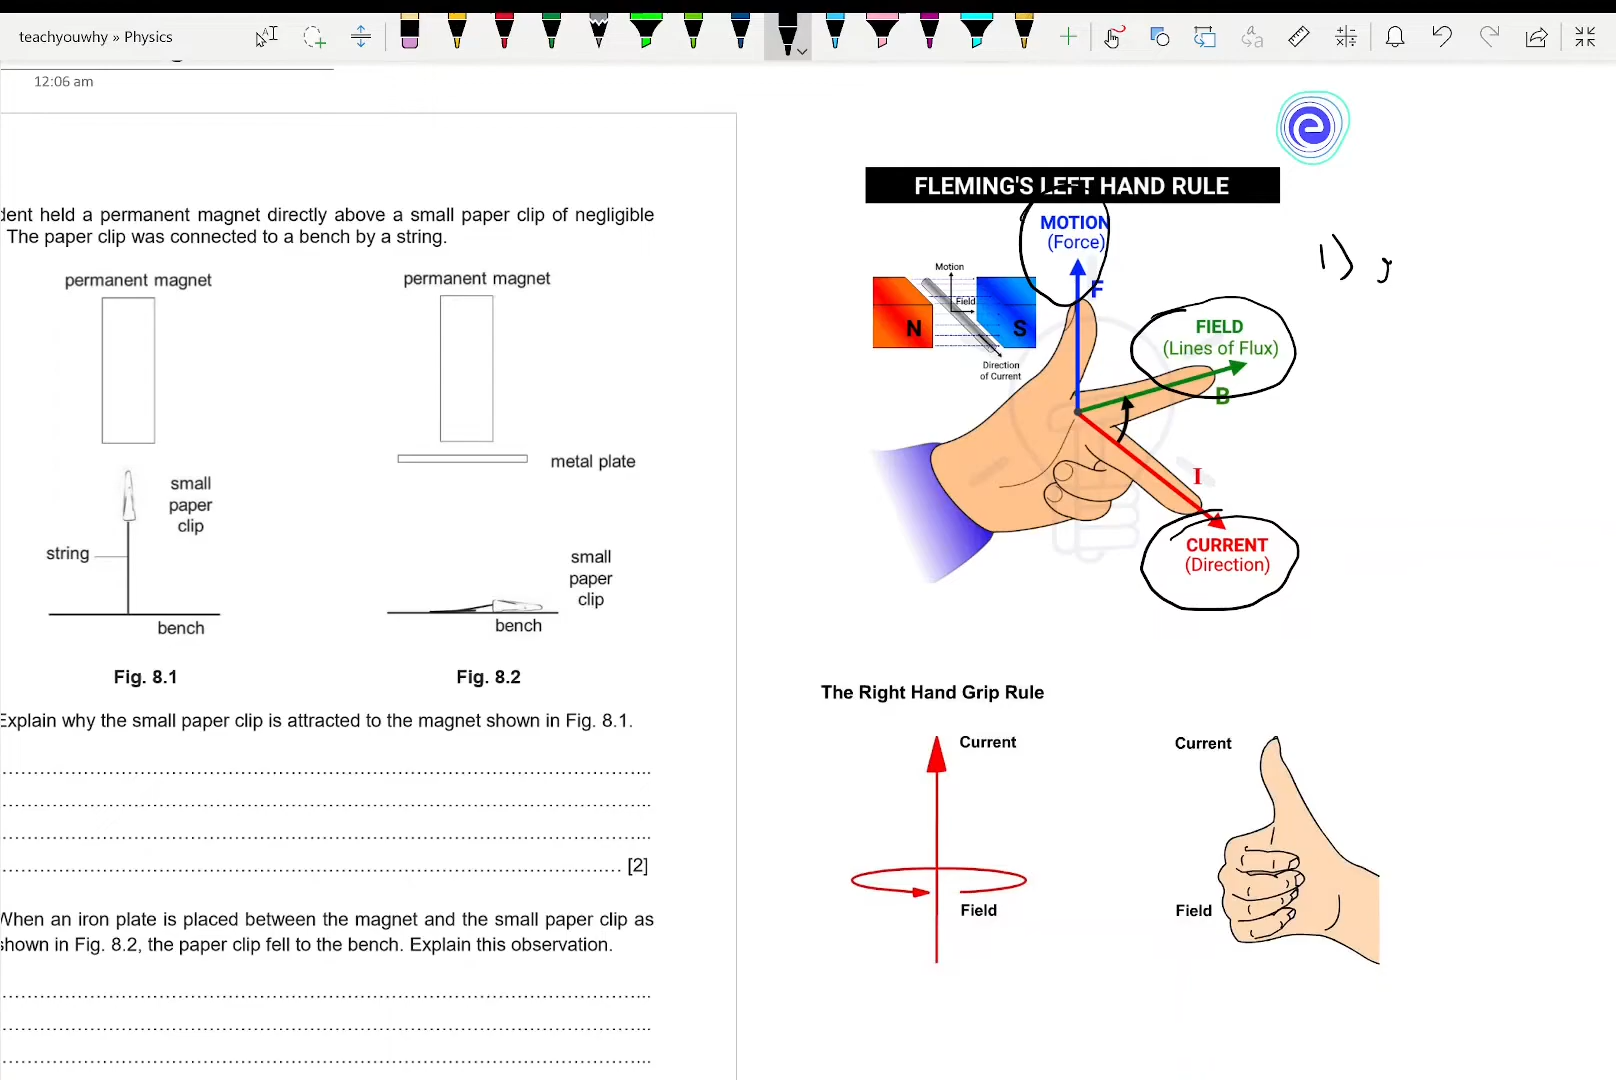 teachyouwhy » Physics
12:06 am
dent held a permanent magnet directly above a small paper clip of negligible
The paper clip was connected to a bench by a string.
permanent magnet
permanent magnet
metal plate
small
paper
clip
string
small
paper
clip
bench
bench
Fig. 8.1
Fig. 8.2
Explain why the small paper clip is attracted to the magnet shown in Fig. 8.1.
[2]
When an iron plate is placed between the magnet and the small paper clip as
shown in Fig. 8.2, the paper clip fell to the bench. Explain this observation.
FLEMING'S LEFT HAND RULE
MOTION
(Force)
F
1)
Motion
Field
N
S
Direction
of Current
FIELD
(Lines of Flux)
B
I
CURRENT
(Direction)
The Right Hand Grip Rule
Current
Current
Field
Field